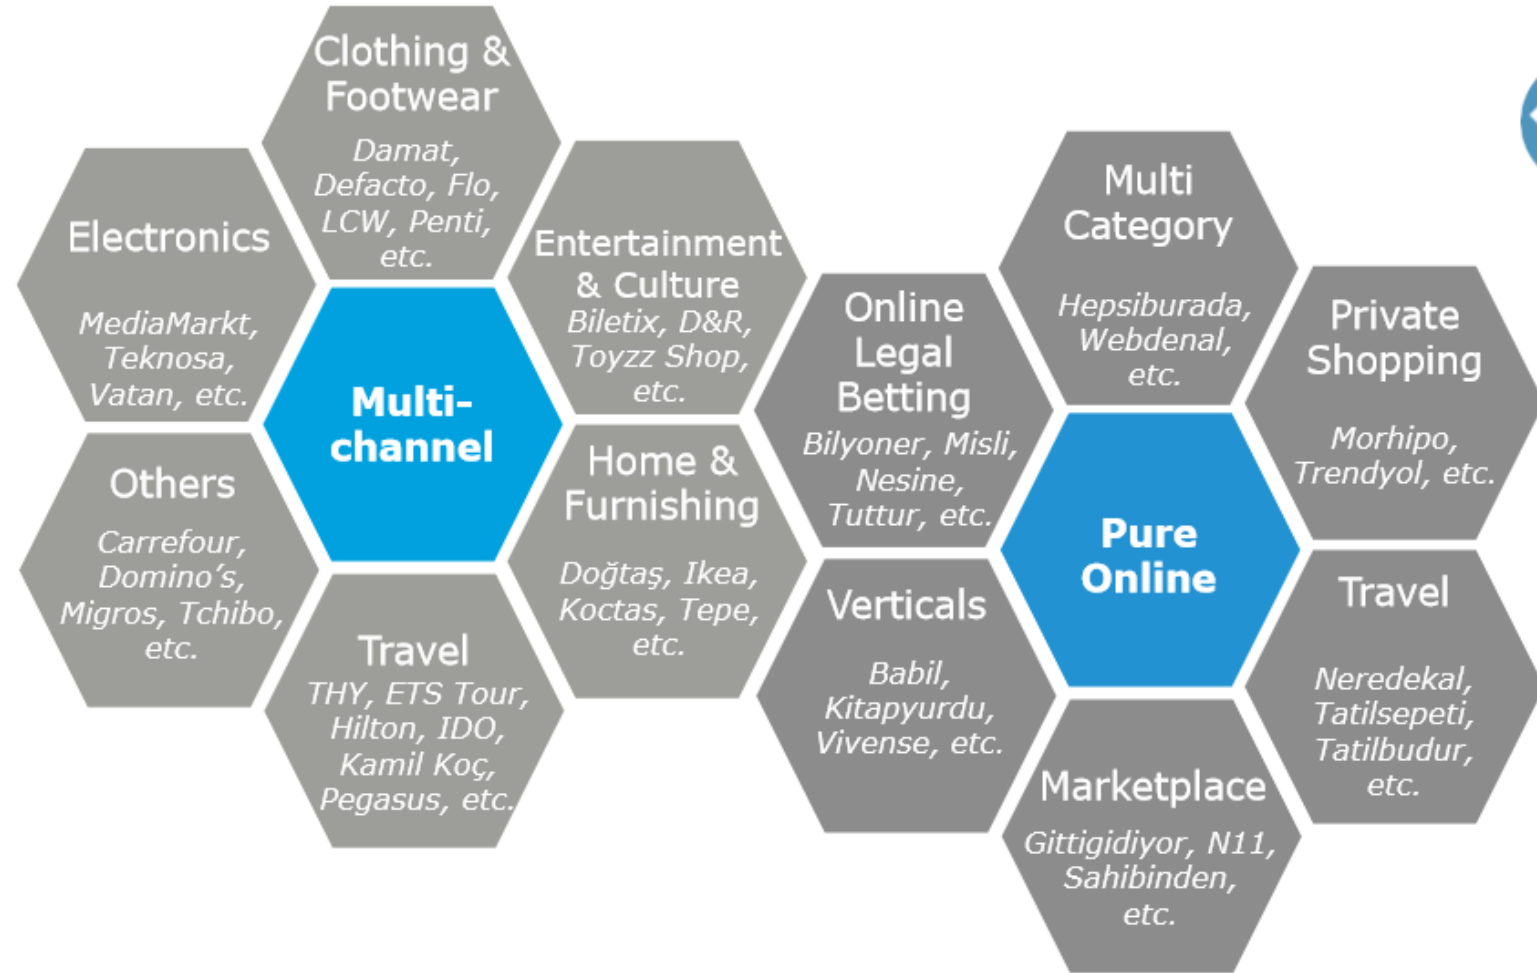 Clothing &
Footwear
Damat,
Defacto, Flo,
LCW, Penti,
etc.
Electronics
MediaMarkt,
Teknosa,
Vatan, etc.
Entertainment
& Culture
Biletix, D&R,
Toyzz Shop,
etc.
Multi-
channel
Others
Carrefour,
Domino’s,
Migros, Tchibo,
etc.
Home &
Furnishing
Doğtaş, Ikea,
Koctas, Tepe,
etc.
Travel
THY, ETS Tour,
Hilton, IDO,
Kamil Koç,
Pegasus, etc.
Multi
Category
Hepsiburada,
Webdenal,
etc.
Online
Legal
Betting
Bilyoner, Misli,
Nesine,
Tuttur, etc.
Private
Shopping
Morhipo,
Trendyol, etc.
Pure
Online
Verticals
Babil,
Kitapyurdu,
Vivense, etc.
Travel
Neredekal,
Tatilsepeti,
Tatilbudur,
etc.
Marketplace
Gittigidiyor, N11,
Sahibinden,
etc.